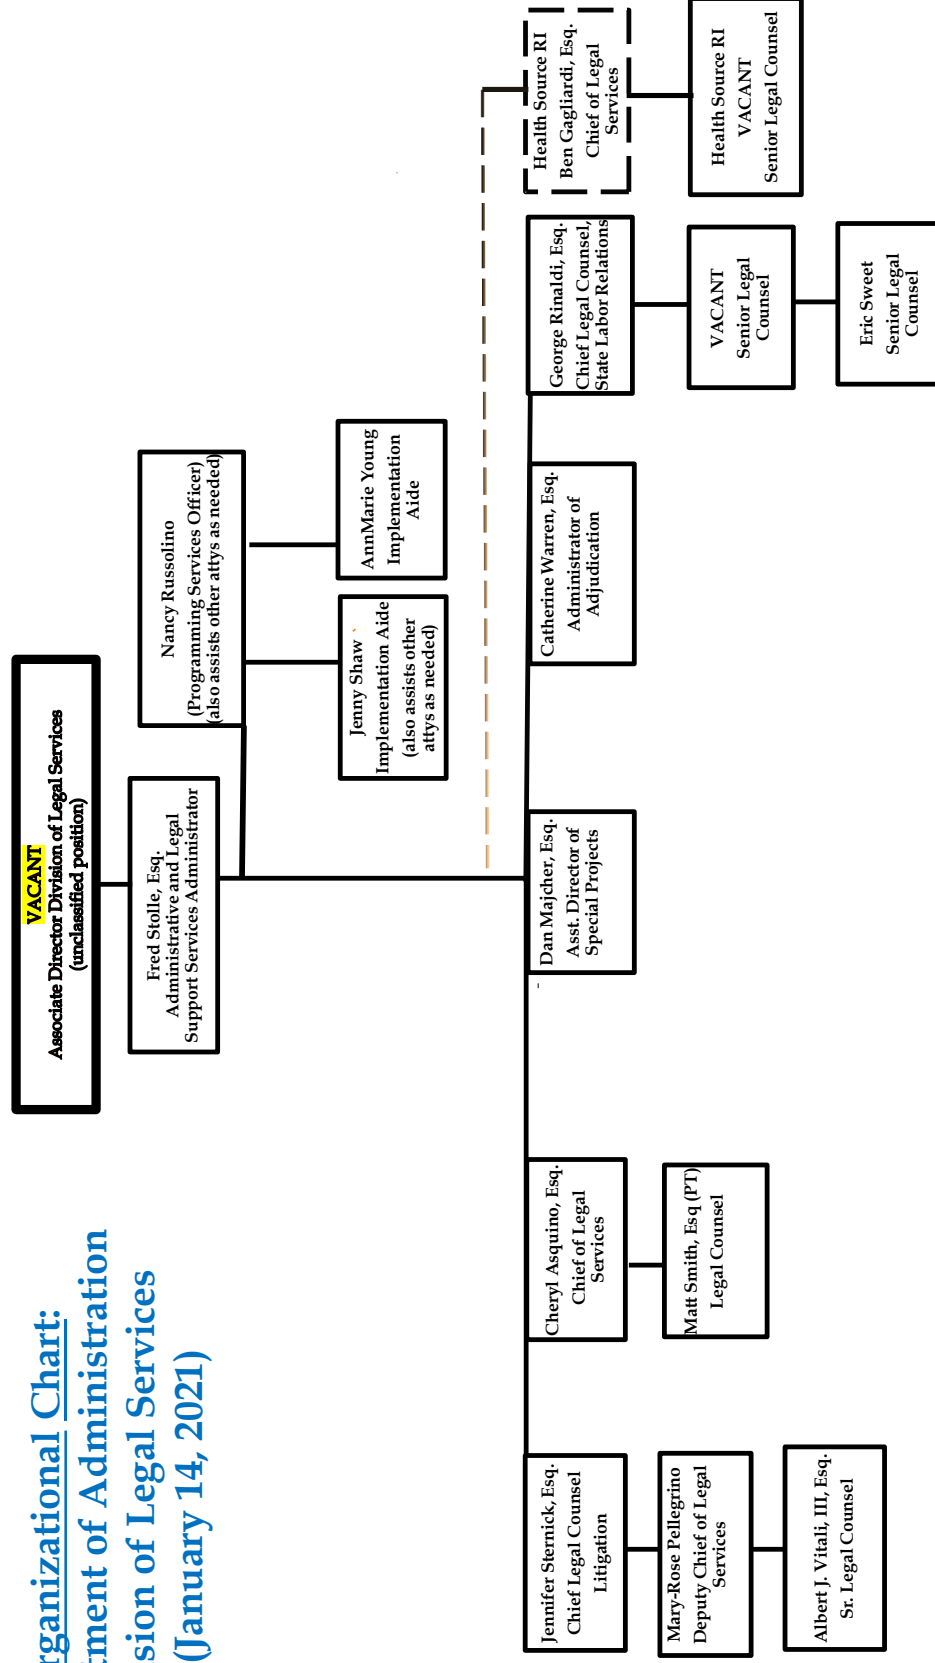 rganizational Chart:
tment of Administration
sion of Legal Services
(January 14, 2021)
VACANT
Associate Director Division of Legal Services
(unclassified position)
Fred Stolle, Esq.
Administrative and Legal
Support Services Administrator
Nancy Russolino
(Programming Services Officer)
(also assists other attys as needed)
Jenny Shaw
Implementation Aide
(also assists other
attys as needed)
AnnMarie Young
Implementation
Aide
Jennifer Sternick, Esq.
Chief Legal Counsel
Litigation
Mary-Rose Pellegrino
Deputy Chief of Legal
Services
Albert J. Vitali, III, Esq.
Sr. Legal Counsel
Cheryl Asquino, Esq.
Chief of Legal
Services
Matt Smith, Esq (PT)
Legal Counsel
Dan Majcher, Esq.
Asst. Director of
Special Projects
Catherine Warren, Esq.
Administrator of
Adjudication
George Rinaldi, Esq.
Chief Legal Counsel,
State Labor Relations
VACANT
Senior Legal
Counsel
Eric Sweet
Senior Legal
Counsel
Health Source RI
Ben Gagliardi, Esq.
Chief of Legal
Services
Health Source RI
VACANT
Senior Legal Counsel